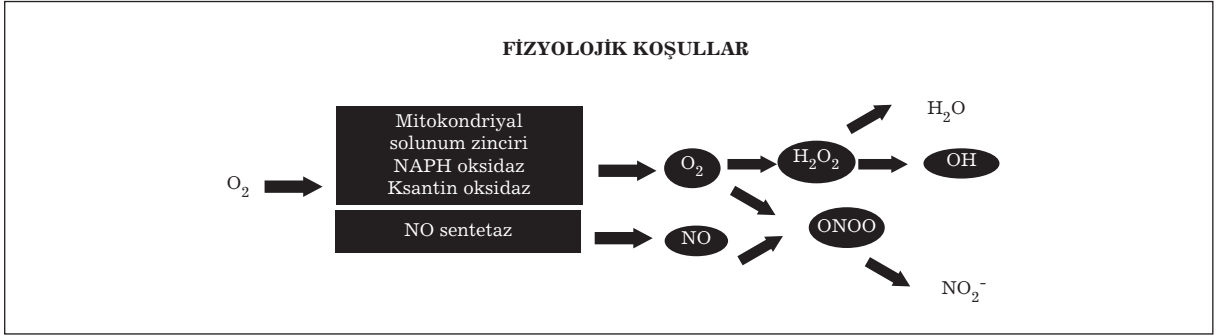 FİZYOLOJİK KOŞULLAR
Mitokondriyal
solunum zinciri
NAPH oksidaz
Ksantin oksidaz
NO sentetaz
O₂
O₂
H₂O₂
H₂O
OH
NO
ONOO
NO₂⁻